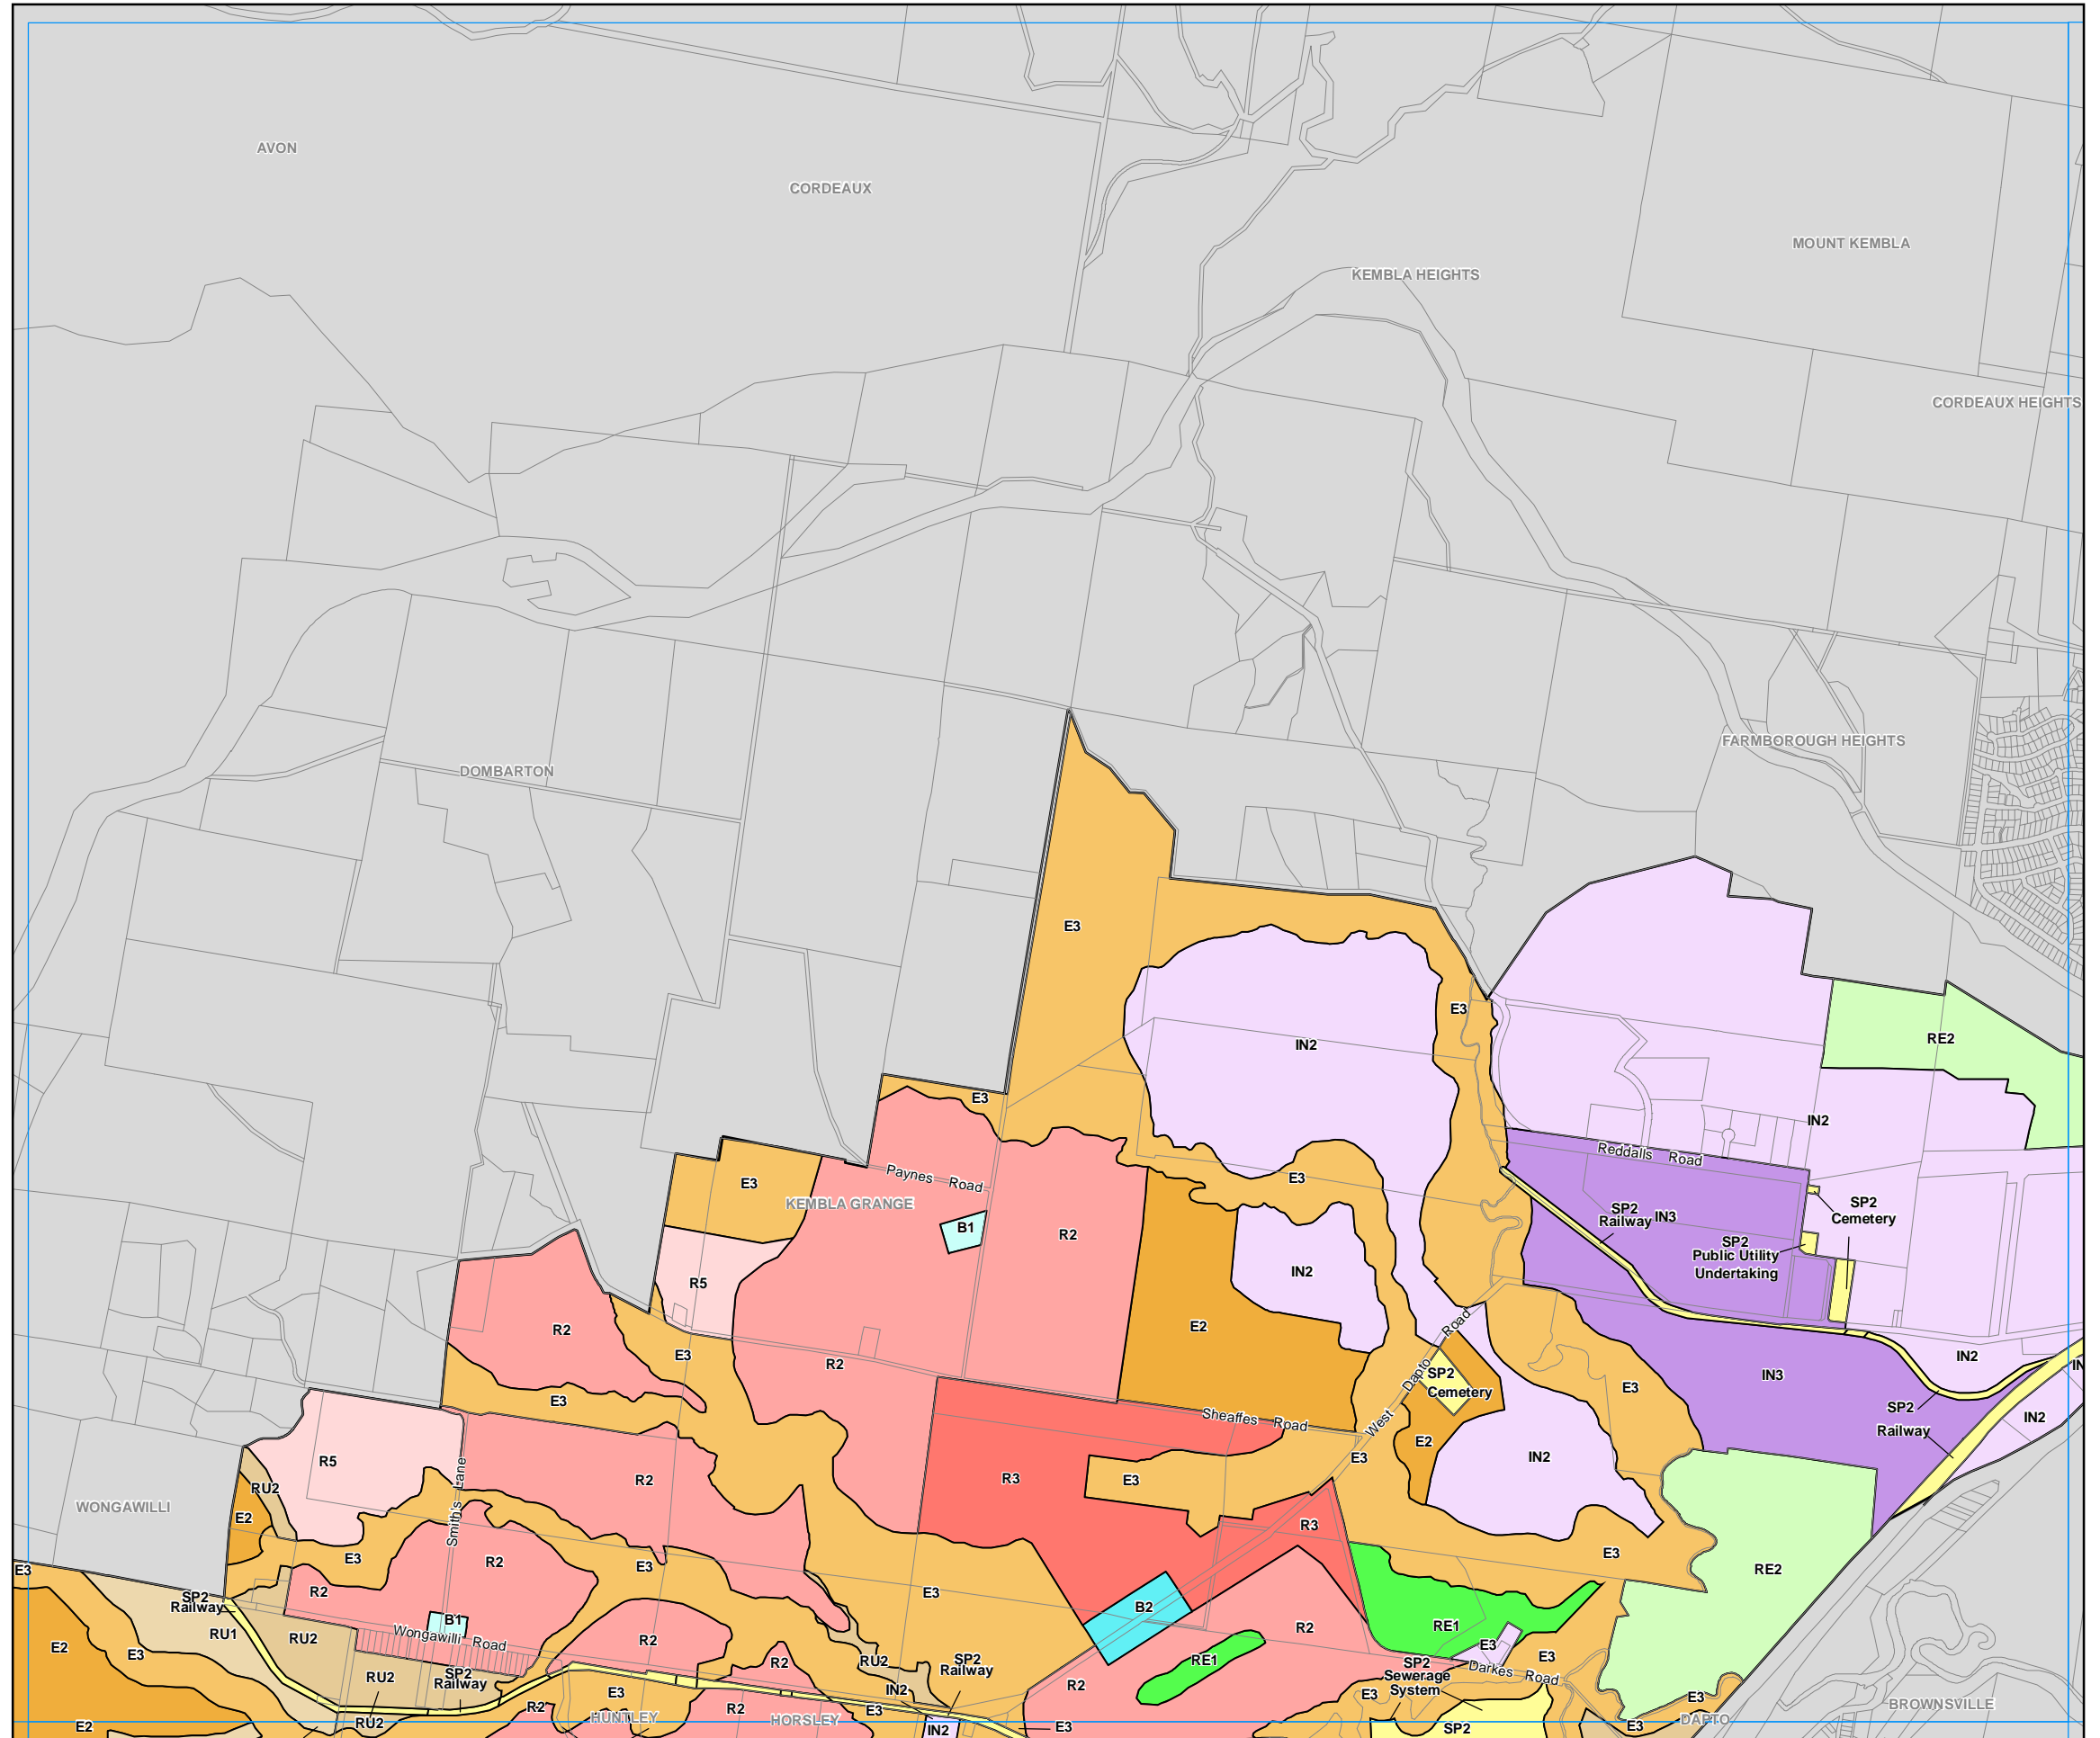 AVON
CORDEAUX
MOUNT KEMBLA
KEMBLA HEIGHTS
CORDEAUX HEIGHTS
FARMBOROUGH HEIGHTS
DOMBARTON
E3
E3
IN2
RE2
E3
IN2
Reddalls Road
Paynes Road
E3
E3
KEMBLA GRANGE
SP2
Cemetery
SP2
Railway
IN3
B1
R2
SP2
Public Utility
Undertaking
R5
IN2
R2
E2
Road
E3
R2
IN2
IN
SP2
Cemetery
Dapto
IN3
E3
E3
SP2
Railway
IN2
Sheaffes Road
West
E2
R5
R2
R3
E3
E3
IN2
RU2
WONGAWILLI
E2
Smith's Lane
R3
E3
R2
E3
E3
E3
RE2
R2
E3
SP2
Railway
B1
B2
RE1
R2
RU1
RU2
Wongawilli Road
R2
E3
E3
E2
E3
RE1
R2
RU2
SP2
Railway
SP2
Sewerage
System
Darkes Road
RU2
SP2
Railway
IN2
R2
E3
E3
E3
R2
E3
R2
BROWNSVILLE
HUNTLEY
HORSLEY
DAPTO
E2
RU2
IN2
E3
SP2
E3